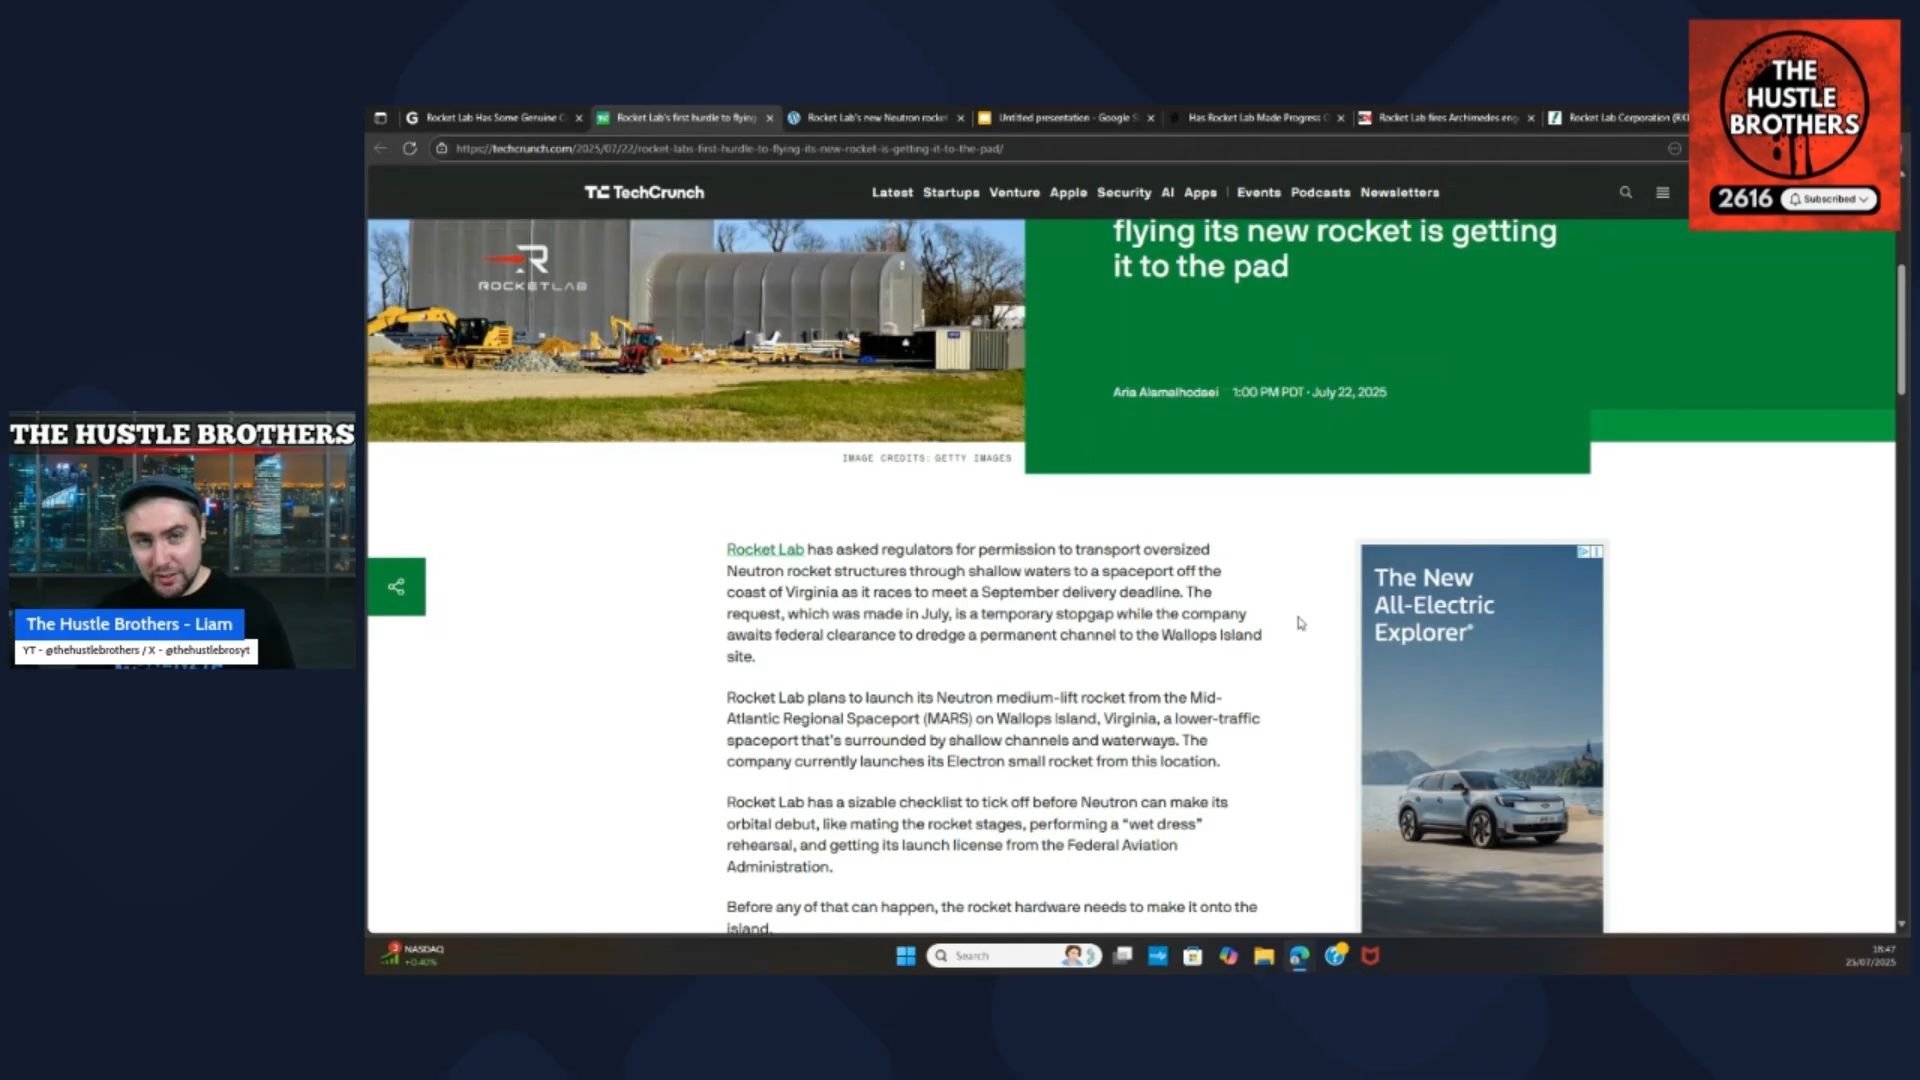 THE
HUSTLE
BROTHERS
2616 Subscribed
Rocket Lab Has Some Genuine C
Rocket Lab's first hurdle to flying
Rocket Lab's new Neutron rocket
Untitled presentation - Google S
Has Rocket Lab Made Progress
Rocket Lab fires Archimedes eng
Rocket Lab Corporation (RKL
https://techcrunch.com/2025/07/22/rocket-labs-first-hurdle-to-flying-its-new-rocket-is-getting-it-to-the-pad/
TC TechCrunch
Latest Startups Venture Apple Security AI Apps | Events Podcasts Newsletters
ROCKETLAB
flying its new rocket is getting
it to the pad
Aria Alamalhodaei 1:00 PM PDT · July 22, 2025
IMAGE CREDITS: GETTY IMAGES
THE HUSTLE BROTHERS
The Hustle Brothers - Liam
YT - @thehustlebrothers / X - @thehustlebrosyt
Rocket Lab has asked regulators for permission to transport oversized
Neutron rocket structures through shallow waters to a spaceport off the
coast of Virginia as it races to meet a September delivery deadline. The
request, which was made in July, is a temporary stopgap while the company
awaits federal clearance to dredge a permanent channel to the Wallops Island
site.
Rocket Lab plans to launch its Neutron medium-lift rocket from the Mid-
Atlantic Regional Spaceport (MARS) on Wallops Island, Virginia, a lower-traffic
spaceport that's surrounded by shallow channels and waterways. The
company currently launches its Electron small rocket from this location.
Rocket Lab has a sizable checklist to tick off before Neutron can make its
orbital debut, like mating the rocket stages, performing a “wet dress”
rehearsal, and getting its launch license from the Federal Aviation
Administration.
Before any of that can happen, the rocket hardware needs to make it onto the
island.
The New
All-Electric
Explorer®
NASDAQ
+0.40%
Search
18:47
25/07/2025